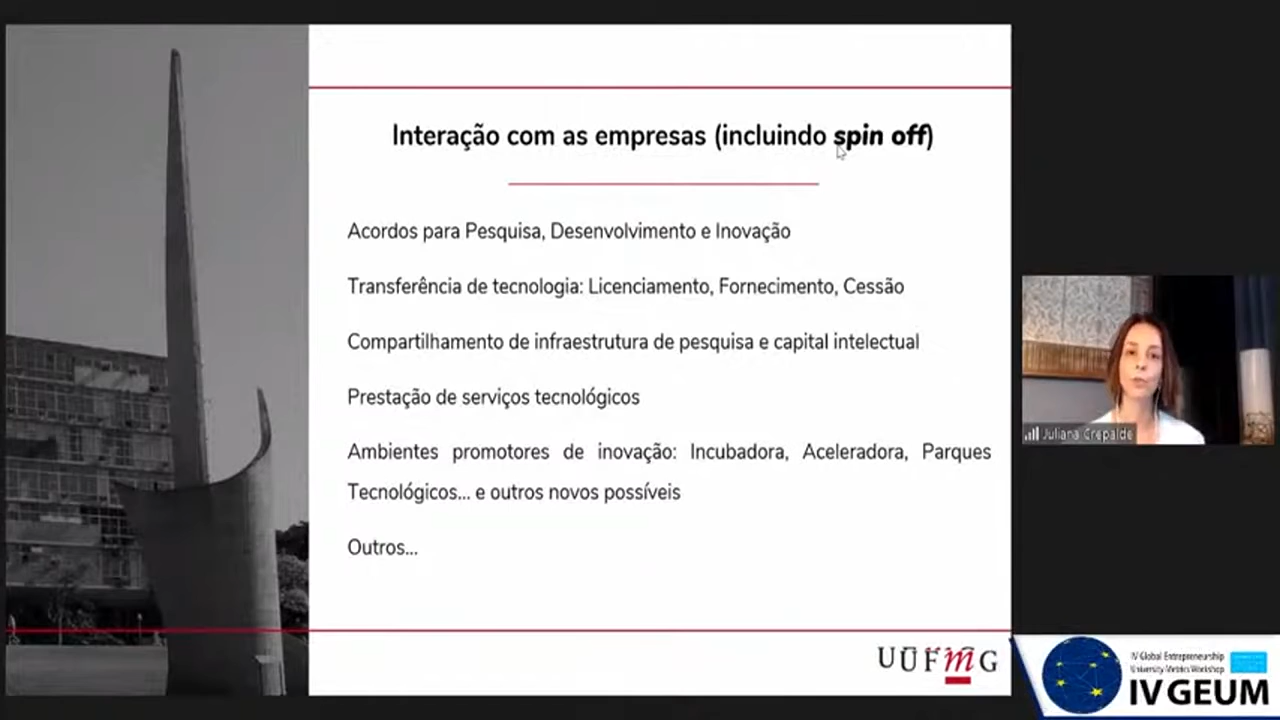 Interação com as empresas (incluindo spin off)
Acordos para Pesquisa, Desenvolvimento e Inovação
Transferência de tecnologia: Licenciamento, Fornecimento, Cessão
Compartilhamento de infraestrutura de pesquisa e capital intelectual
Prestação de serviços tecnológicos
Ambientes promotores de inovação: Incubadora, Aceleradora, Parques
Tecnológicos... e outros novos possíveis
Outros...
Juliana Crepalde
UFMG
IV Global Entrepreneurship
University Metrics Workshop
IV GEUM